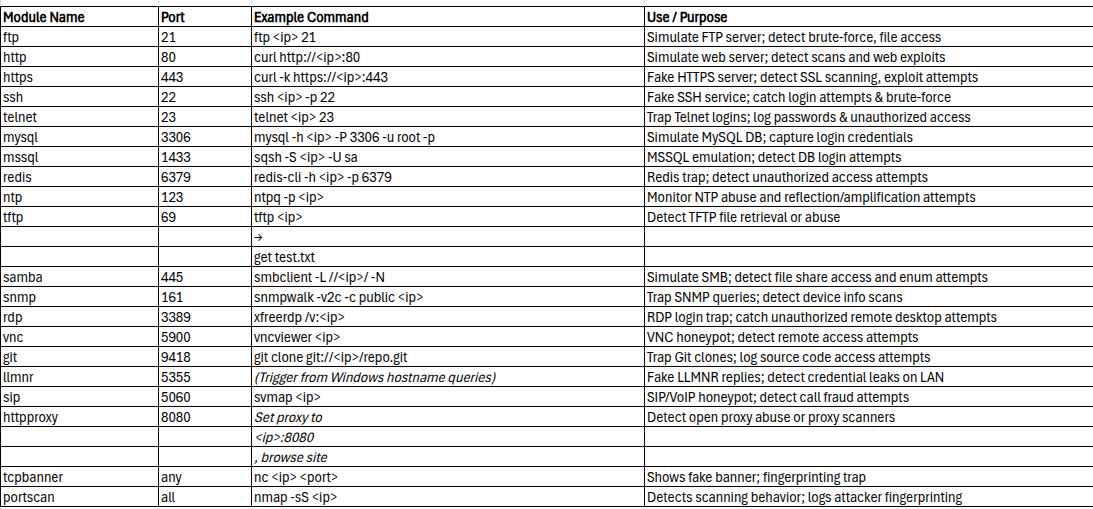 Module Name Port Example Command Use / Purpose
ftp 21 ftp <ip> 21 Simulate FTP server; detect brute-force, file access
http 80 curl http://<ip>:80 Simulate web server; detect scans and web exploits
https 443 curl -k https://<ip>:443 Fake HTTPS server; detect SSL scanning, exploit attempts
ssh 22 ssh <ip> -p 22 Fake SSH service; catch login attempts & brute-force
telnet 23 telnet <ip> 23 Trap Telnet logins; log passwords & unauthorized access
mysql 3306 mysql -h <ip> -P 3306 -u root -p Simulate MySQL DB; capture login credentials
mssql 1433 sqsh -S <ip> -U sa MSSQL emulation; detect DB login attempts
redis 6379 redis-cli -h <ip> -p 6379 Redis trap; detect unauthorized access attempts
ntp 123 ntpq -p <ip> Monitor NTP abuse and reflection/amplification attempts
tftp 69 tftp <ip> Detect TFTP file retrieval or abuse
→
get test.txt
samba 445 smbclient -L //<ip>/ -N Simulate SMB; detect file share access and enum attempts
snmp 161 snmpwalk -v2c -c public <ip> Trap SNMP queries; detect device info scans
rdp 3389 xfreerdp /v:<ip> RDP login trap; catch unauthorized remote desktop attempts
vnc 5900 vncviewer <ip> VNC honeypot; detect remote access attempts
git 9418 git clone git://<ip>/repo.git Trap Git clones; log source code access attempts
llmnr 5355 (Trigger from Windows hostname queries) Fake LLMNR replies; detect credential leaks on LAN
sip 5060 svmap <ip> SIP/VoIP honeypot; detect call fraud attempts
httpproxy 8080 Set proxy to Detect open proxy abuse or proxy scanners
<ip>:8080
, browse site
tcpbanner any nc <ip> <port> Shows fake banner; fingerprinting trap
portscan all nmap -sS <ip> Detects scanning behavior; logs attacker fingerprinting